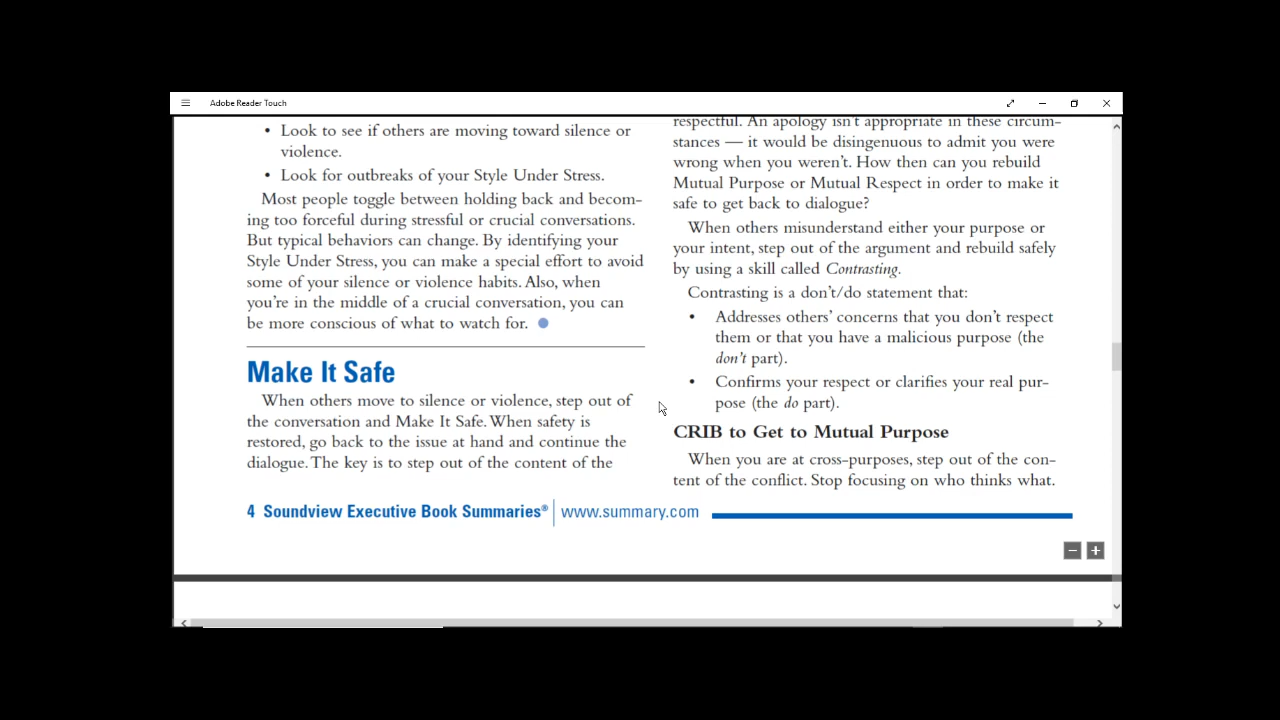 Adobe Reader Touch
• Look to see if others are moving toward silence or
violence.
• Look for outbreaks of your Style Under Stress.
Most people toggle between holding back and becom-
ing too forceful during stressful or crucial conversations.
But typical behaviors can change. By identifying your
Style Under Stress, you can make a special effort to avoid
some of your silence or violence habits. Also, when
you're in the middle of a crucial conversation, you can
be more conscious of what to watch for.
Make It Safe
When others move to silence or violence, step out of
the conversation and Make It Safe. When safety is
restored, go back to the issue at hand and continue the
dialogue. The key is to step out of the content of the
respectful. An apology isn't appropriate in these circum-
stances — it would be disingenuous to admit you were
wrong when you weren't. How then can you rebuild
Mutual Purpose or Mutual Respect in order to make it
safe to get back to dialogue?
When others misunderstand either your purpose or
your intent, step out of the argument and rebuild safely
by using a skill called Contrasting.
Contrasting is a don't/do statement that:
• Addresses others' concerns that you don't respect
them or that you have a malicious purpose (the
don't part).
• Confirms your respect or clarifies your real pur-
pose (the do part).
CRIB to Get to Mutual Purpose
When you are at cross-purposes, step out of the con-
tent of the conflict. Stop focusing on who thinks what.
4 Soundview Executive Book Summaries® | www.summary.com